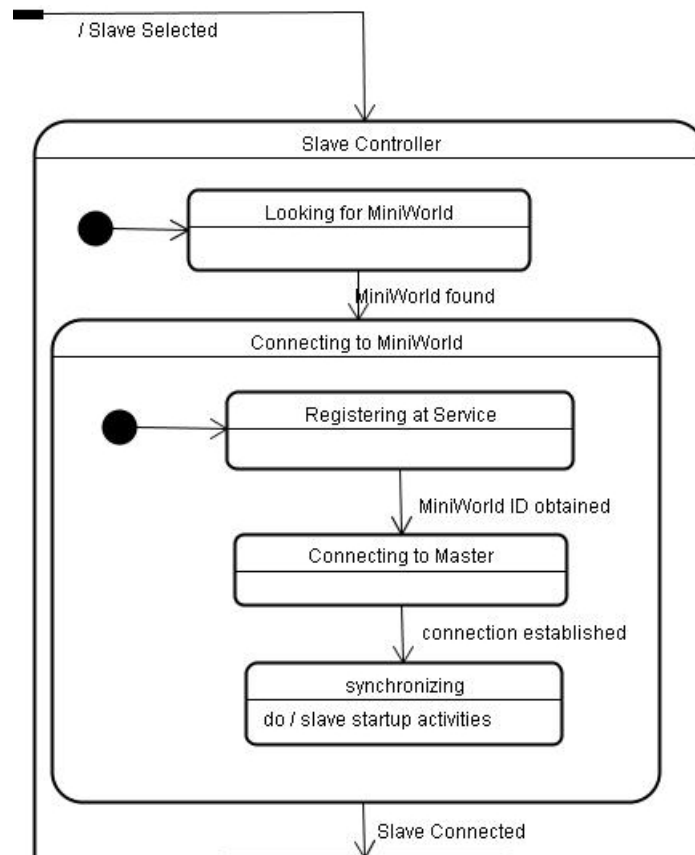 / Slave Selected
Slave Controller
Looking for MiniWorld
MiniWorld found
Connecting to MiniWorld
Registering at Service
MiniWorld ID obtained
Connecting to Master
connection established
synchronizing
do / slave startup activities
Slave Connected